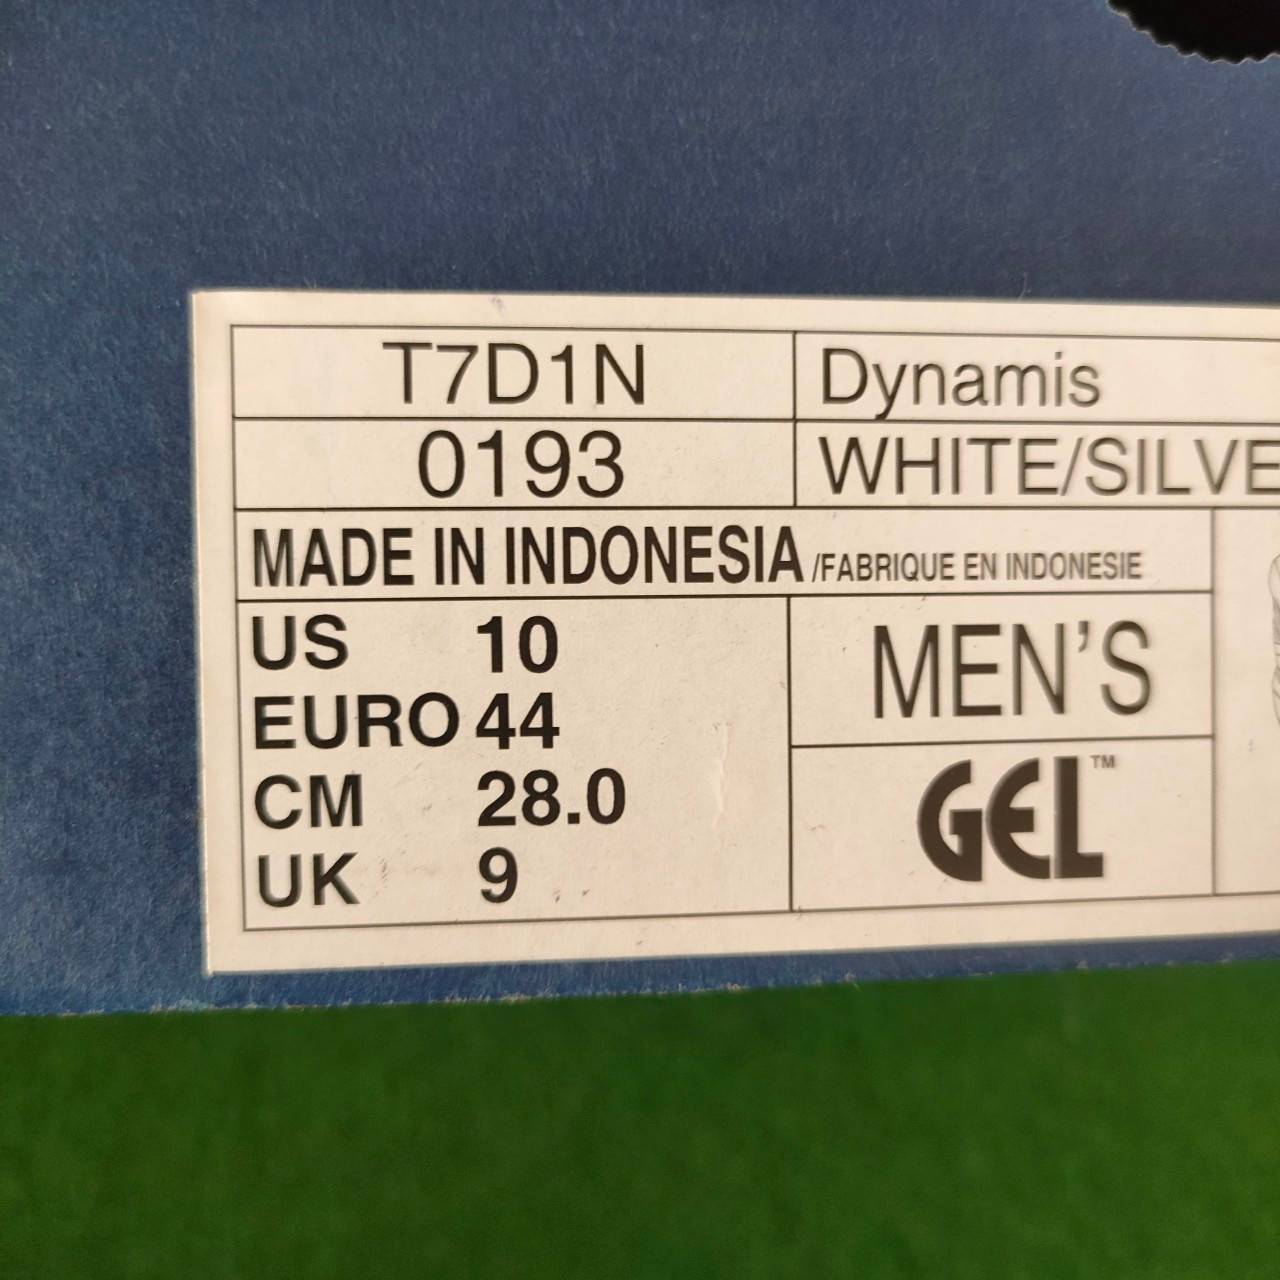 T7D1N Dynamis
0193 WHITE/SILVE
MADE IN INDONESIA/FABRIQUE EN INDONESIE
US 10
EURO 44
CM 28.0
UK 9
MEN'S
GEL™